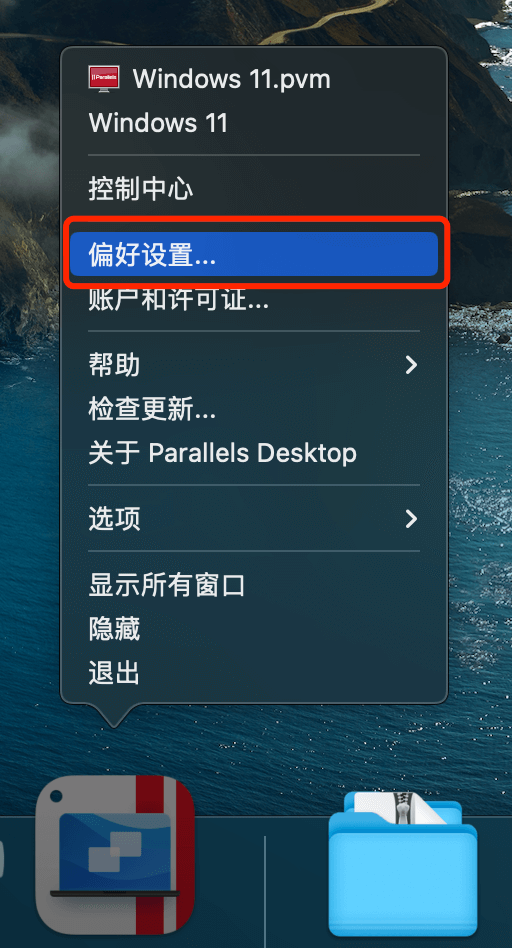 Windows 11.pvm
Windows 11
控制中心
偏好设置...
账户和许可证...
帮助
检查更新...
关于 Parallels Desktop
选项
显示所有窗口
隐藏
退出